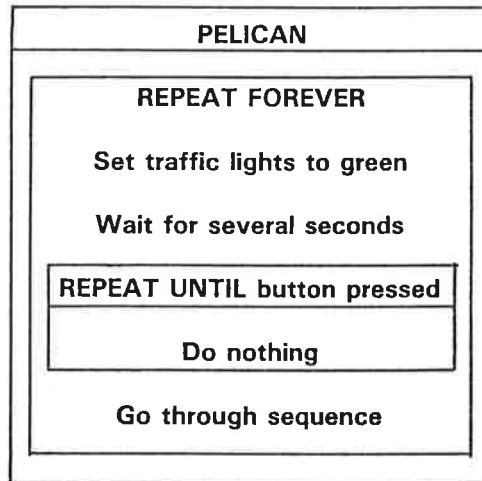 PELICAN
REPEAT FOREVER
Set traffic lights to green
Wait for several seconds
REPEAT UNTIL button pressed
Do nothing
Go through sequence